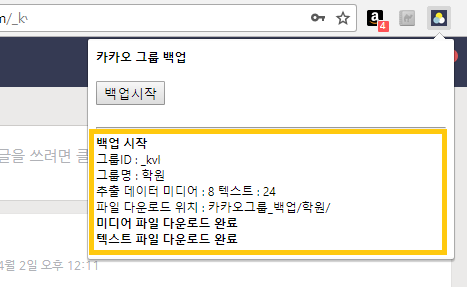 /_kv
4
카카오 그룹 백업
백업시작
글을 쓰려면 클
백업 시작
그룹ID : _kvl
그룹명 : 학원
추출 데이터 미디어 : 8 텍스트 : 24
파일 다운로드 위치 : 카카오그룹_백업/학원/
미디어 파일 다운로드 완료
텍스트 파일 다운로드 완료
4월 2일 오후 12:11